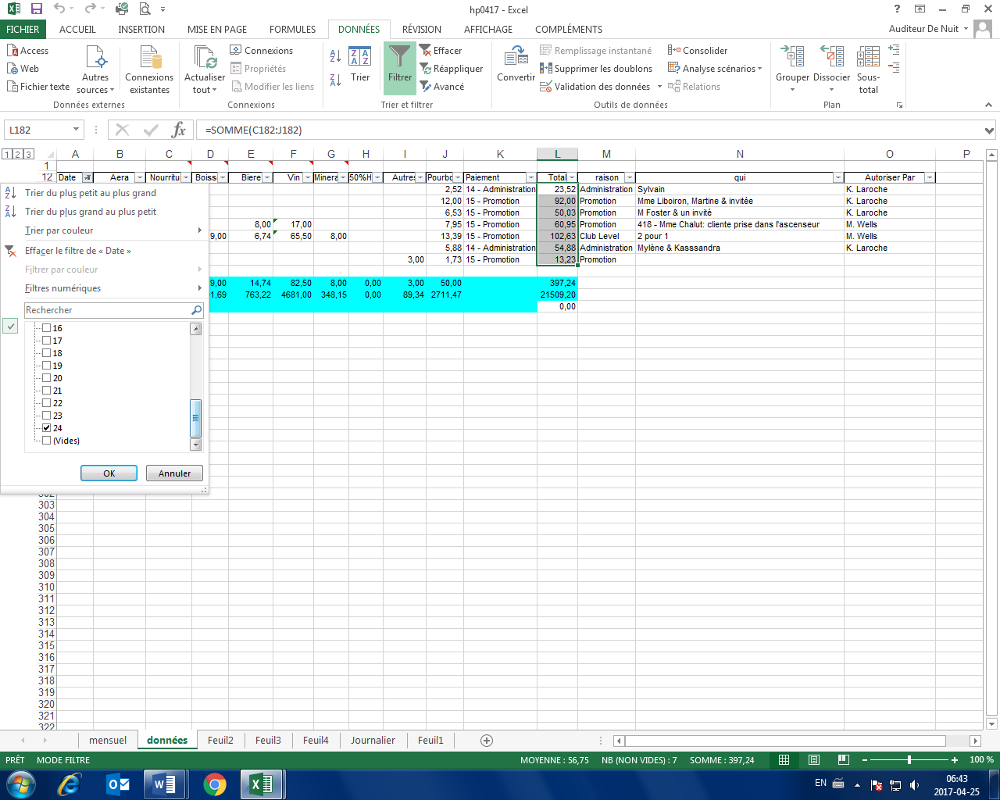 hp0417 - Excel
FICHIER ACCUEIL INSERTION MISE EN PAGE FORMULES DONNÉES RÉVISION AFFICHAGE COMPLÉMENTS Auditeur De Nuit
Access
Web
Fichier texte
Autres sources
Connexions existantes
Données externes
Actualiser tout
Connexions
Propriétés
Modifier les liens
Connexions
Trier
Filtrer
Effacer
Réappliquer
Avancé
Trier et filtrer
Convertir
Remplissage instantané
Supprimer les doublons
Validation des données
Consolider
Analyse scénarios
Relations
Outils de données
Grouper
Dissocier
Sous-total
Plan
L182 =SOMME(C182:J182)
1 2 3 A B C D E F G H I J K L M N O P
1
12 Date Aera Nourritu Boiss Biere Vin Minera 50%H Autres Pourbo Paiement Total raison qui Autoriser Par
2,52 14 - Administration 23,52 Administration Sylvain K. Laroche
12,00 15 - Promotion 92,00 Promotion Mme Liboiron, Martine & invitée K. Laroche
6,53 15 - Promotion 50,03 Promotion M Foster & un invité K. Laroche
8,00 17,00 7,95 15 - Promotion 60,95 Promotion 418 - Mme Chalut: cliente prise dans l'ascenseur M. Wells
9,00 6,74 65,50 8,00 13,39 15 - Promotion 102,63 Club Level 2 pour 1 M. Wells
5,88 14 - Administration 54,88 Administration Mylène & Kasssandra K. Laroche
3,00 1,73 15 - Promotion 13,23 Promotion
9,00 14,74 82,50 8,00 0,00 3,00 50,00 397,24
1,69 763,22 4681,00 348,15 0,00 89,34 2711,47 21509,20
0,00
Trier du plus petit au plus grand
Trier du plus grand au plus petit
Trier par couleur
Effacer le filtre de « Date »
Filtrer par couleur
Filtres numériques
Rechercher
16
17
18
19
20
21
22
23
24
(Vides)
OK Annuler
302
303
304
305
306
307
308
309
310
311
312
313
314
315
316
317
318
319
320
321
322
mensuel données Feuil2 Feuil3 Feuil4 Journalier Feuil1
PRÊT MODE FILTRE MOYENNE : 56,75 NB (NON VIDES) : 7 SOMME : 397,24 100 %
EN 06:43
2017-04-25